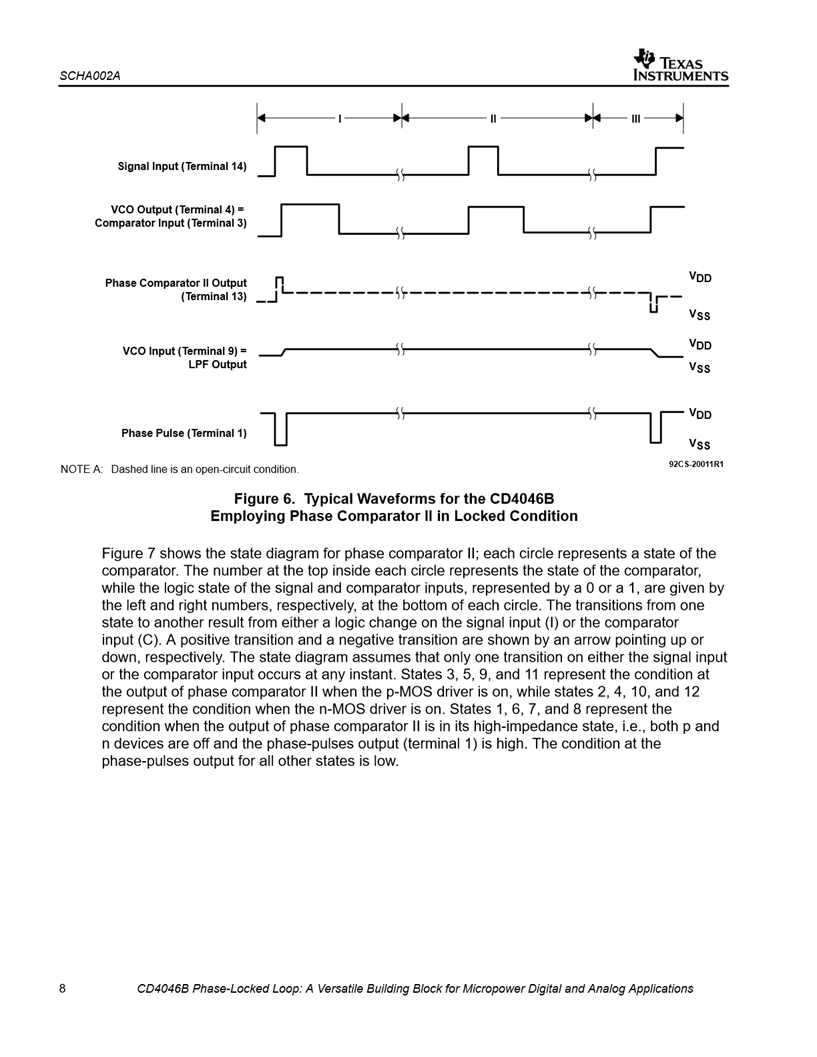 SCHA002A
TEXAS
INSTRUMENTS
I
II
III
Signal Input (Terminal 14)
VCO Output (Terminal 4) =
Comparator Input (Terminal 3)
Phase Comparator II Output
(Terminal 13)
VDD
VSS
VCO Input (Terminal 9) =
LPF Output
VDD
VSS
Phase Pulse (Terminal 1)
VDD
VSS
92CS-20011R1
NOTE A: Dashed line is an open-circuit condition.
Figure 6. Typical Waveforms for the CD4046B
Employing Phase Comparator II in Locked Condition
Figure 7 shows the state diagram for phase comparator II; each circle represents a state of the
comparator. The number at the top inside each circle represents the state of the comparator,
while the logic state of the signal and comparator inputs, represented by a 0 or a 1, are given by
the left and right numbers, respectively, at the bottom of each circle. The transitions from one
state to another result from either a logic change on the signal input (I) or the comparator
input (C). A positive transition and a negative transition are shown by an arrow pointing up or
down, respectively. The state diagram assumes that only one transition on either the signal input
or the comparator input occurs at any instant. States 3, 5, 9, and 11 represent the condition at
the output of phase comparator II when the p-MOS driver is on, while states 2, 4, 10, and 12
represent the condition when the n-MOS driver is on. States 1, 6, 7, and 8 represent the
condition when the output of phase comparator II is in its high-impedance state, i.e., both p and
n devices are off and the phase-pulses output (terminal 1) is high. The condition at the
phase-pulses output for all other states is low.
8 CD4046B Phase-Locked Loop: A Versatile Building Block for Micropower Digital and Analog Applications